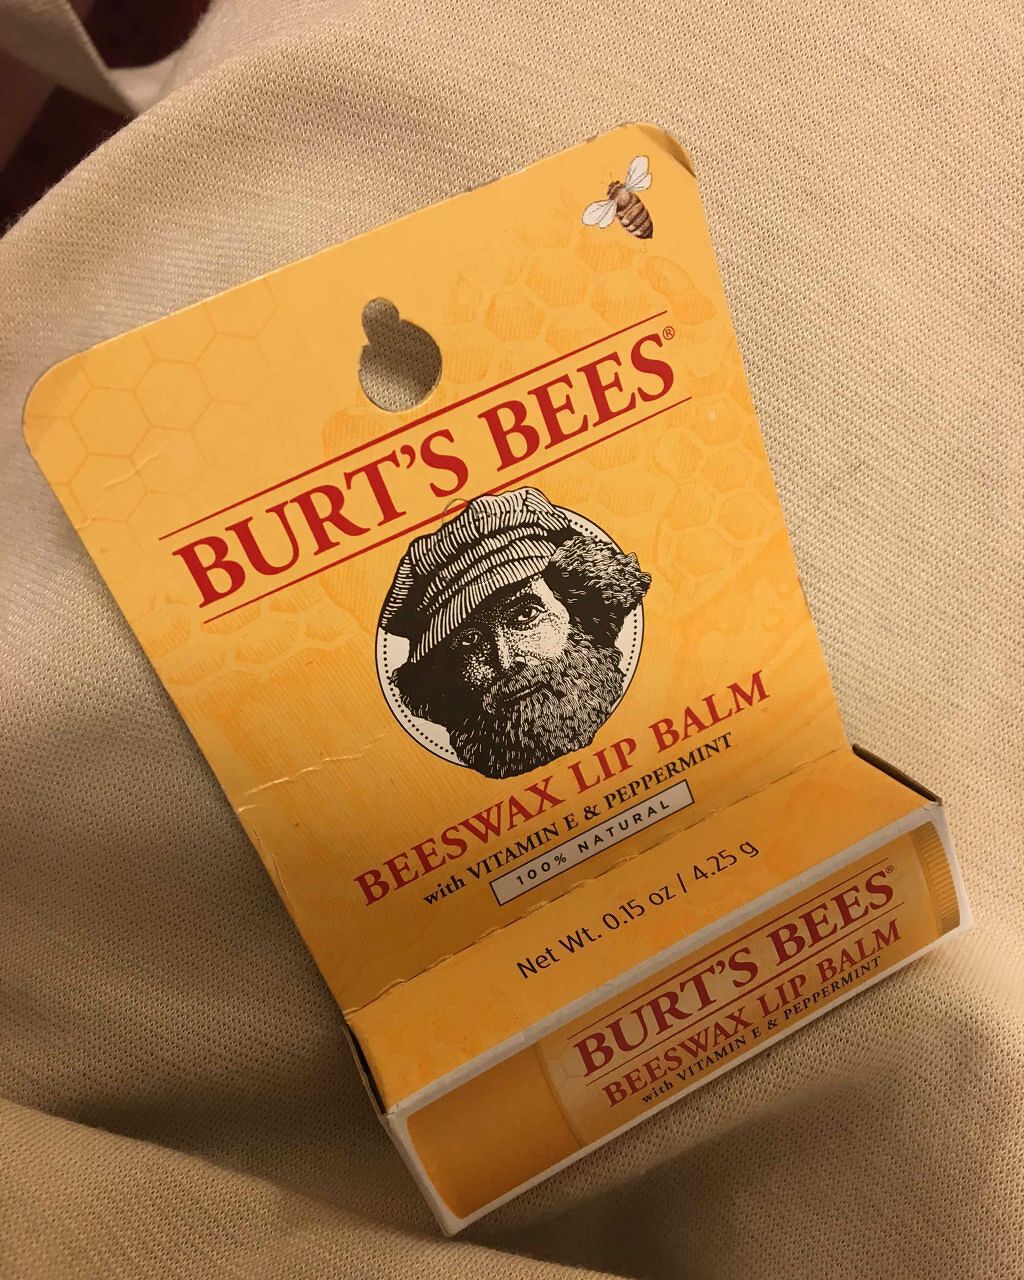 BURT'S BEES®
BEESWAX LIP BALM
with VITAMIN E & PEPPERMINT
100% NATURAL
Net Wt. 0.15 oz / 4.25 g
BURT'S BEES®
BEESWAX LIP BALM
with VITAMIN E & PEPPERMINT